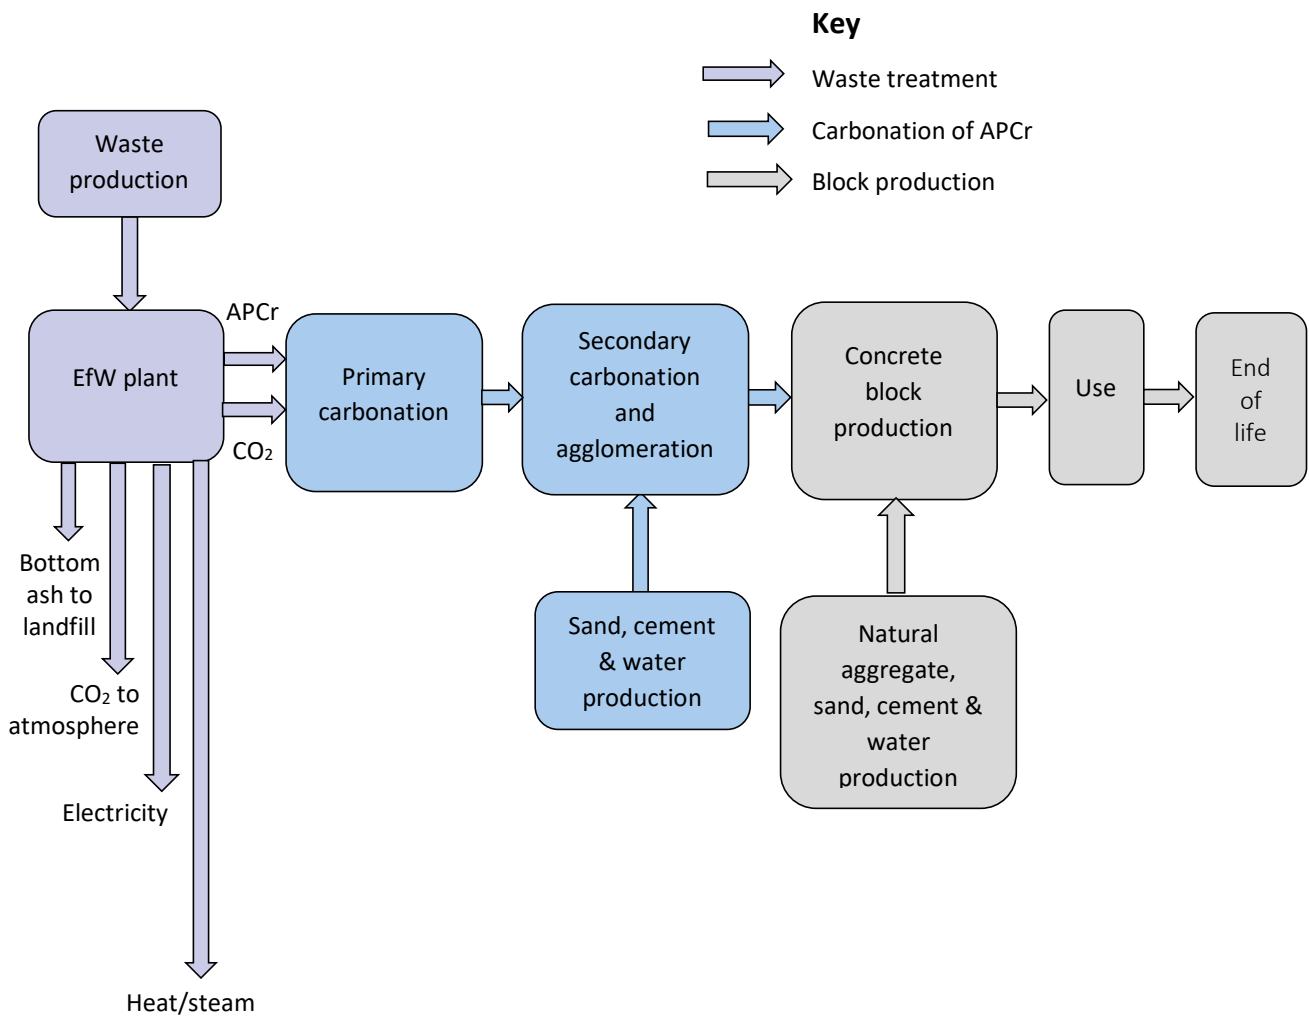 Key
Waste treatment
Carbonation of APCr
Block production
Waste
production
EfW plant
APCr
CO₂
Primary
carbonation
Secondary
carbonation
and
agglomeration
Concrete
block
production
Use
End
of
life
Bottom
ash to
landfill
CO₂ to
atmosphere
Electricity
Heat/steam
Sand, cement
& water
production
Natural
aggregate,
sand, cement &
water
production